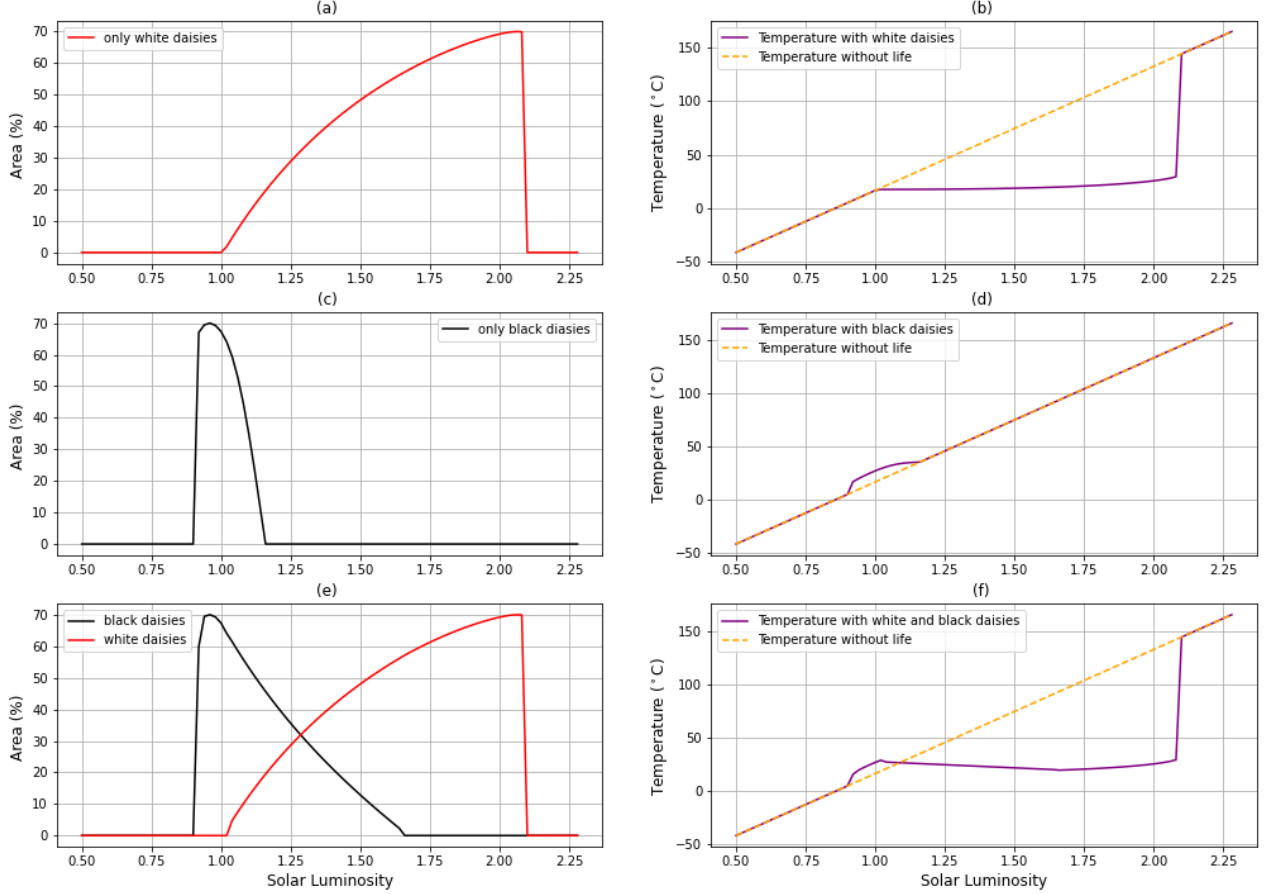 (a)
only white daisies
Area (%)
70
60
50
40
30
20
10
0
0.50 0.75 1.00 1.25 1.50 1.75 2.00 2.25
(b)
Temperature with white daisies
Temperature without life
Temperature (°C)
150
100
50
0
−50
0.50 0.75 1.00 1.25 1.50 1.75 2.00 2.25
(c)
only black diasies
Area (%)
70
60
50
40
30
20
10
0
0.50 0.75 1.00 1.25 1.50 1.75 2.00 2.25
(d)
Temperature with black daisies
Temperature without life
Temperature (°C)
150
100
50
0
−50
0.50 0.75 1.00 1.25 1.50 1.75 2.00 2.25
(e)
black daisies
white daisies
Area (%)
70
60
50
40
30
20
10
0
0.50 0.75 1.00 1.25 1.50 1.75 2.00 2.25
Solar Luminosity
(f)
Temperature with white and black daisies
Temperature without life
Temperature (°C)
150
100
50
0
−50
0.50 0.75 1.00 1.25 1.50 1.75 2.00 2.25
Solar Luminosity